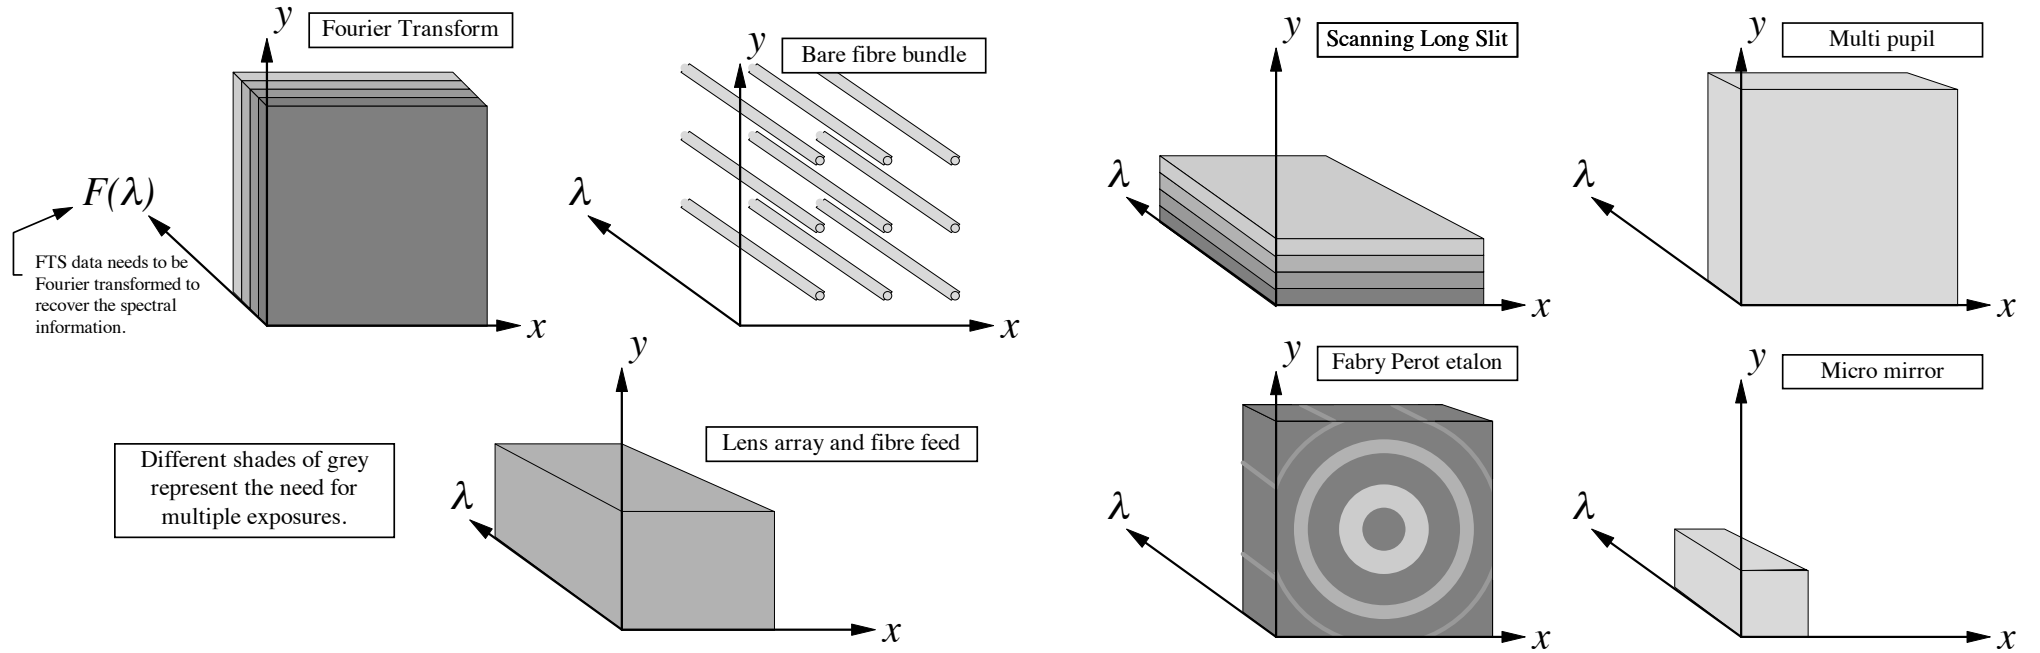 y
Fourier Transform
F(λ)
FTS data needs to be
Fourier transformed to
recover the spectral
information.
x
y
Bare fibre bundle
λ
x
y
Scanning Long Slit
λ
x
y
Multi pupil
λ
x
Different shades of grey
represent the need for
multiple exposures.
y
Lens array and fibre feed
λ
x
y
Fabry Perot etalon
λ
x
y
Micro mirror
λ
x